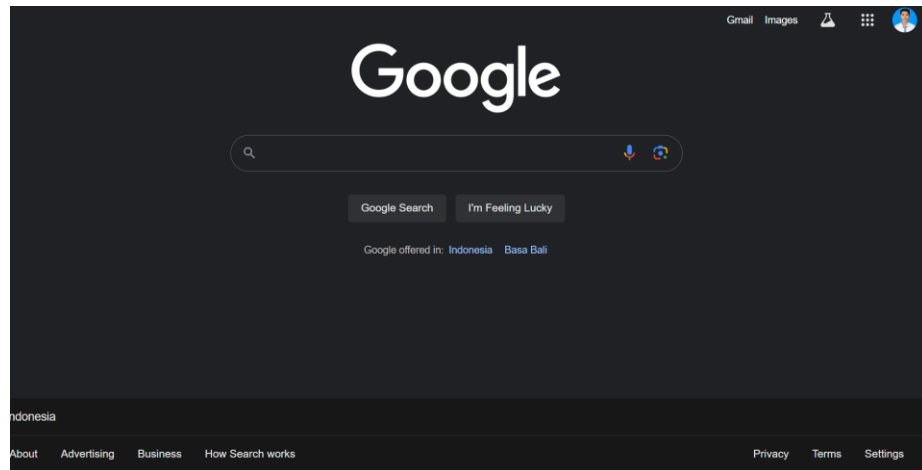 Gmail Images
Google
Google Search I'm Feeling Lucky
Google offered in: Indonesia Basa Bali
ndonesia
About Advertising Business How Search works Privacy Terms Settings